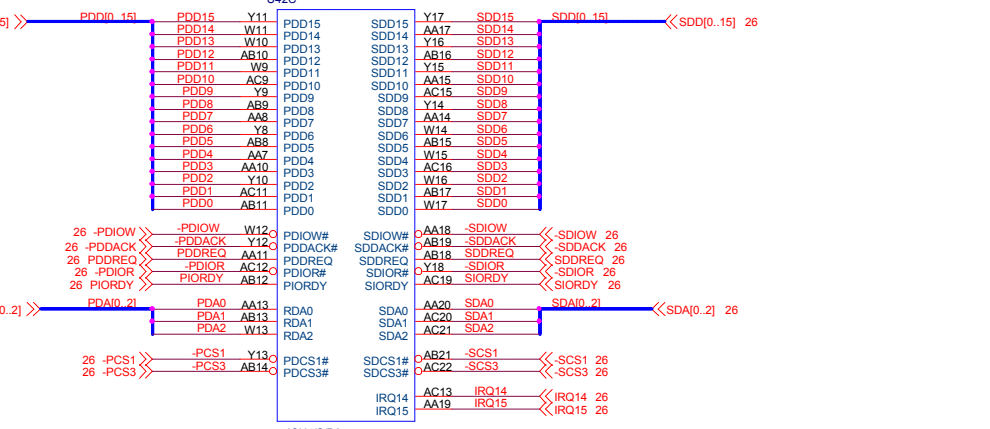 PDD[0..15] SDD[0..15] SDD[0..15] 26
PDD15 Y11 PDD15 SDD15 Y17 SDD15
PDD14 W11 PDD14 SDD14 AA17 SDD14
PDD13 W10 PDD13 SDD13 Y16 SDD13
PDD12 AB10 PDD12 SDD12 AB16 SDD12
PDD11 W9 PDD11 SDD11 Y15 SDD11
PDD10 AC9 PDD10 SDD10 AA15 SDD10
PDD9 Y9 PDD9 SDD9 AC15 SDD9
PDD8 AB9 PDD8 SDD8 Y14 SDD8
PDD7 AA8 PDD7 SDD7 AA14 SDD7
PDD6 Y8 PDD6 SDD6 W14 SDD6
PDD5 AB8 PDD5 SDD5 AB15 SDD5
PDD4 AA7 PDD4 SDD4 W15 SDD4
PDD3 AA10 PDD3 SDD3 AC16 SDD3
PDD2 Y10 PDD2 SDD2 W16 SDD2
PDD1 AC11 PDD1 SDD1 AB17 SDD1
PDD0 AB11 PDD0 SDD0 W17 SDD0
26 -PDIOW -PDIOW W12 PDIOW# SDIOW# AA18 -SDIOW -SDIOW 26
26 -PDDACK -PDDACK Y12 PDDACK# SDDACK# AB19 -SDDACK -SDDACK 26
26 PDDREQ PDDREQ AA11 PDDREQ SDDREQ AB18 SDDREQ SDDREQ 26
26 -PDIOR -PDIOR AC12 PDIOR# SDIOR# Y18 -SDIOR -SDIOR 26
26 PIORDY PIORDY AB12 PIORDY SIORDY AC19 SIORDY SIORDY 26
PDA[0..2] PDA0 AA13 RDA0 SDA0 AA20 SDA0 SDA[0..2] SDA[0..2] 26
PDA1 AB13 RDA1 SDA1 AC20 SDA1
PDA2 W13 RDA2 SDA2 AC21 SDA2
26 -PCS1 -PCS1 Y13 PDCS1# SDCS1# AB21 -SCS1 -SCS1 26
26 -PCS3 -PCS3 AB14 PDCS3# SDCS3# AC22 -SCS3 -SCS3 26
IRQ14 AC13 IRQ14 IRQ14 26
IRQ15 AA19 IRQ15 IRQ15 26